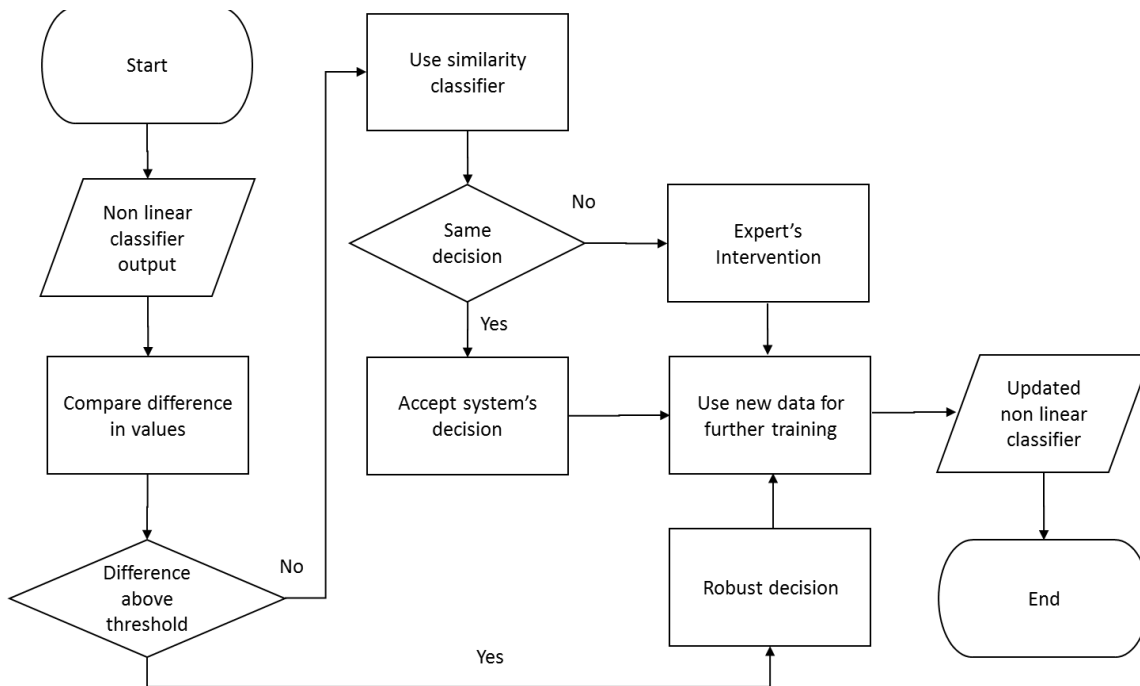 Start
Non linear
classifier
output
Compare difference
in values
Difference
above
threshold
No
Yes
Use similarity
classifier
Same
decision
No
Yes
Expert's
Intervention
Accept system's
decision
Use new data for
further training
Robust decision
Updated
non linear
classifier
End